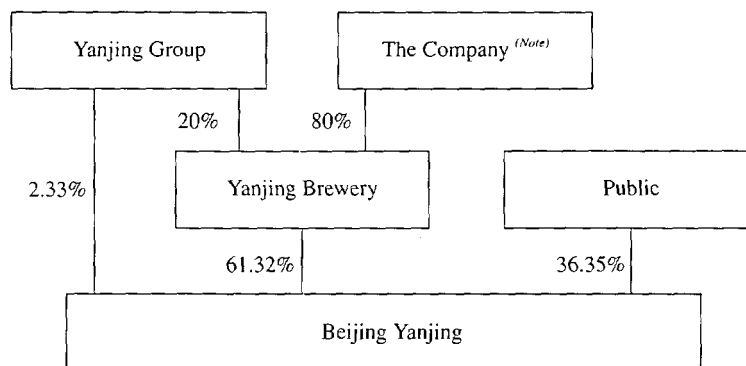 Yanjing Group
The Company (Note)
20%
80%
2.33%
Yanjing Brewery
Public
61.32%
36.35%
Beijing Yanjing